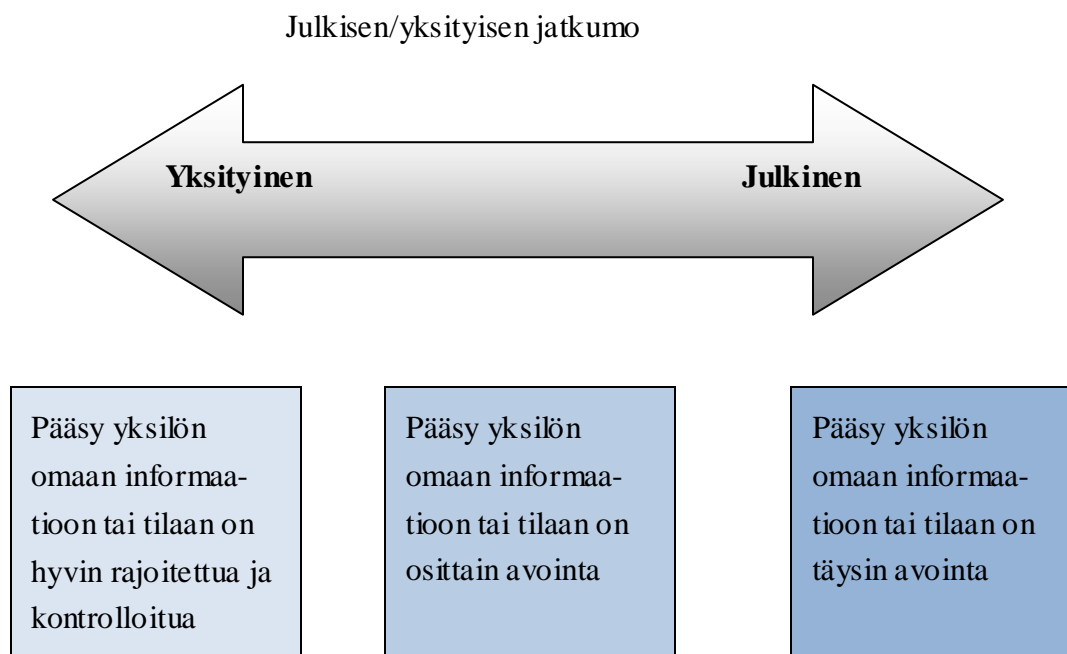 Julkisen/yksityisen jatkumo
Yksityinen
Julkinen
Pääsy yksilön
omaan informaa-
tioon tai tilaan on
hyvin rajoitettua ja
kontrolloitua
Pääsy yksilön
omaan informaa-
tioon tai tilaan on
osittain avointa
Pääsy yksilön
omaan informaa-
tioon tai tilaan on
täysin avointa